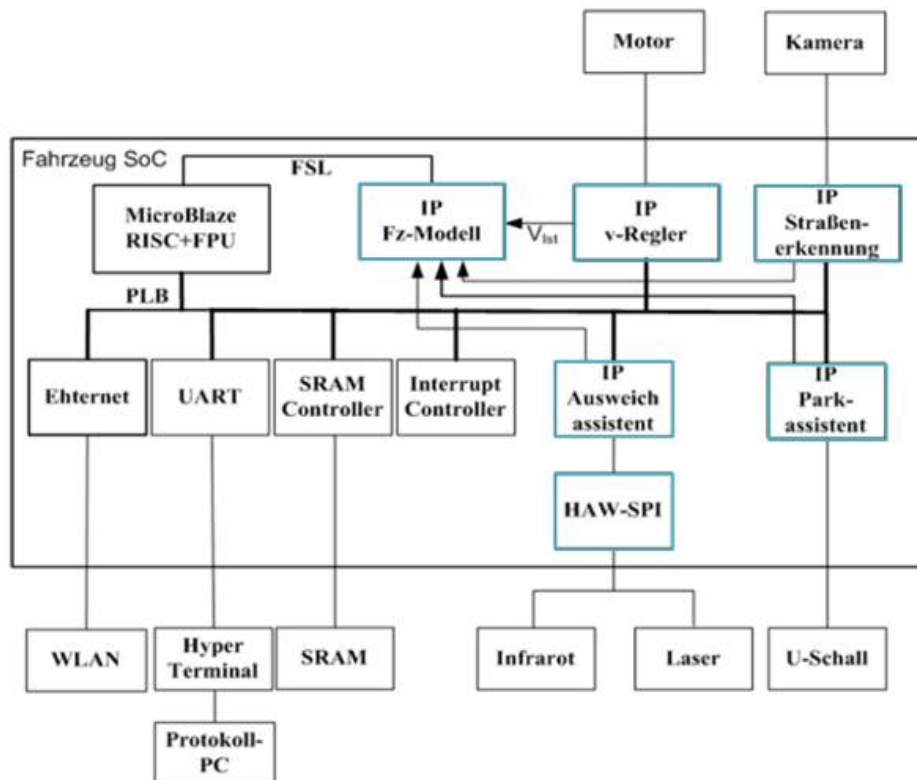 Motor
Kamera
Fahrzeug SoC
FSL
MicroBlaze
RISC+FPU
IP
Fz-Modell
VIst
IP
v-Regler
IP
Straßen-
erkennung
PLB
Ehternet
UART
SRAM
Controller
Interrupt
Controller
IP
Ausweich
assistent
IP
Park-
assistent
HAW-SPI
WLAN
Hyper
Terminal
SRAM
Infrarot
Laser
U-Schall
Protokoll-
PC